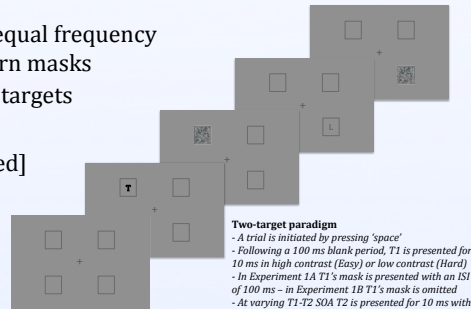 equal frequency
rn masks
targets
ed]
T
L
Two-target paradigm
- A trial is initiated by pressing 'space'
- Following a 100 ms blank period, T1 is presented for
10 ms in high contrast (Easy) or low contrast (Hard)
- In Experiment 1A T1's mask is presented with an ISI
of 100 ms – in Experiment 1B T1's mask is omitted
- At varying T1-T2 SOA T2 is presented for 10 ms with